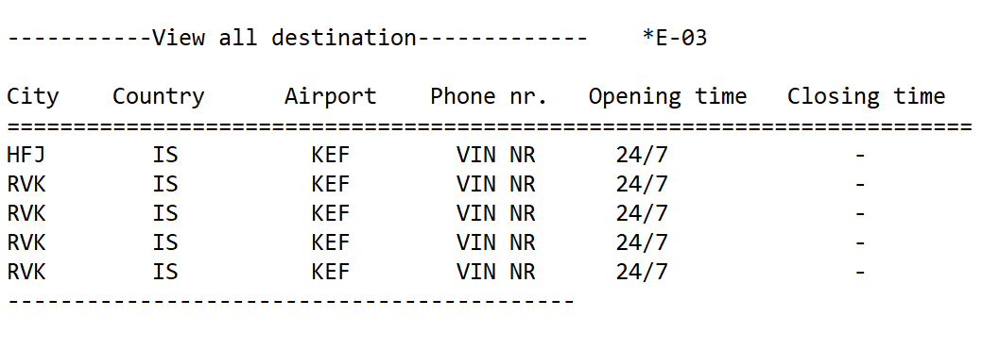 -----------View all destination-------------    *E-03
City    Country      Airport    Phone nr.   Opening time   Closing time
=========================================================================
HFJ        IS          KEF        VIN NR      24/7              -
RVK        IS          KEF        VIN NR      24/7              -
RVK        IS          KEF        VIN NR      24/7              -
RVK        IS          KEF        VIN NR      24/7              -
RVK        IS          KEF        VIN NR      24/7              -
-------------------------------------------